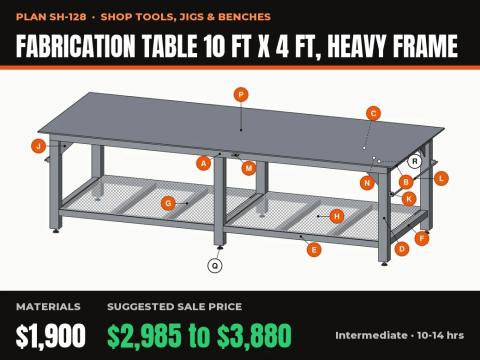 PLAN SH-128 · SHOP TOOLS, JIGS & BENCHES
FABRICATION TABLE 10 FT X 4 FT, HEAVY FRAME
P
C
J
A
M
R
N
B
L
K
G
H
F
E
D
Q
MATERIALS
SUGGESTED SALE PRICE
$1,900
$2,985 to $3,880
Intermediate · 10-14 hrs